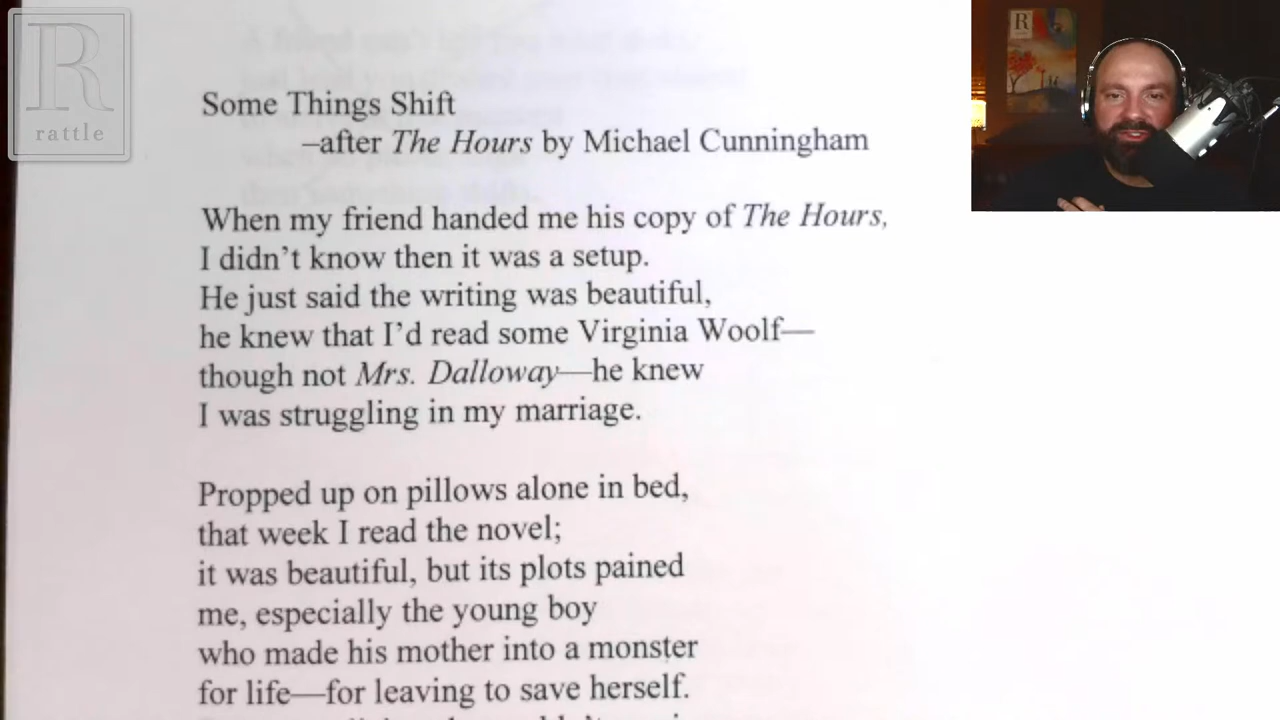 R
rattle
Some Things Shift
–after The Hours by Michael Cunningham
When my friend handed me his copy of The Hours,
I didn't know then it was a setup.
He just said the writing was beautiful,
he knew that I'd read some Virginia Woolf—
though not Mrs. Dalloway—he knew
I was struggling in my marriage.
Propped up on pillows alone in bed,
that week I read the novel;
it was beautiful, but its plots pained
me, especially the young boy
who made his mother into a monster
for life—for leaving to save herself.
R